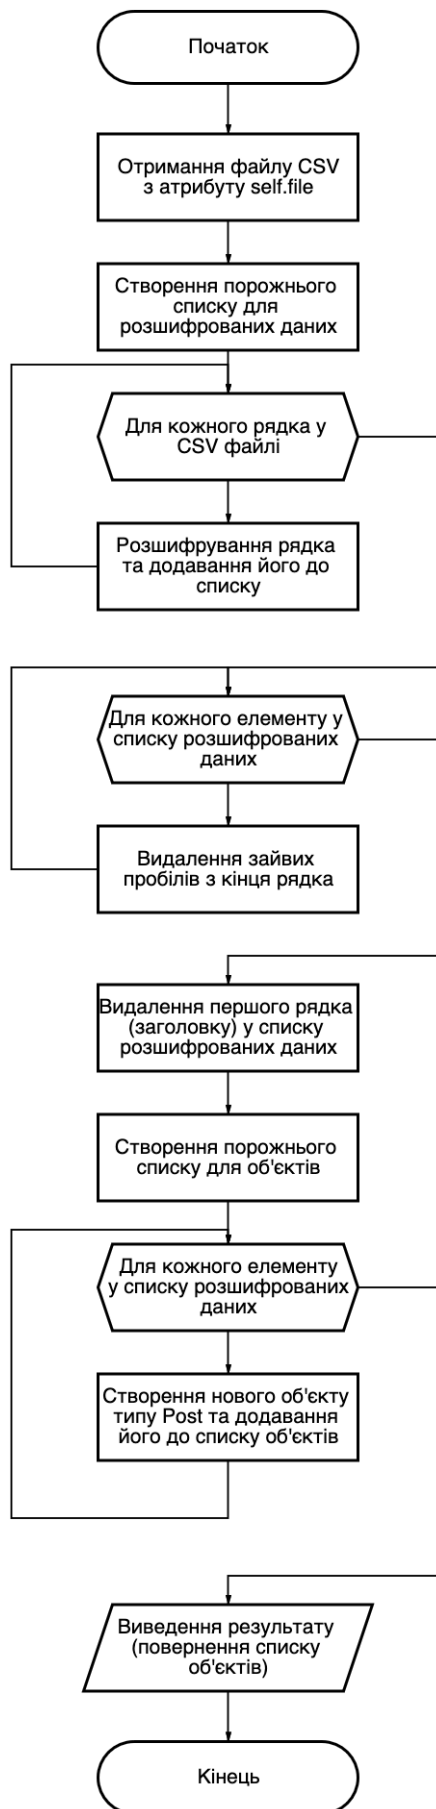 Початок
Отримання файлу CSV
з атрибуту self.file
Створення порожнього
списку для
розшифрованих даних
Для кожного рядка у
CSV файлі
Розшифрування рядка
та додавання його до
списку
Для кожного елементу у
списку розшифрованих
даних
Видалення зайвих
пробілів з кінця рядка
Видалення першого рядка
(заголовку) у списку
розшифрованих даних
Створення порожнього
списку для об'єктів
Для кожного елементу
у списку розшифрованих
даних
Створення нового об'єкту
типу Post та додавання
його до списку об'єктів
Виведення результату
(повернення списку
об'єктів)
Кінець